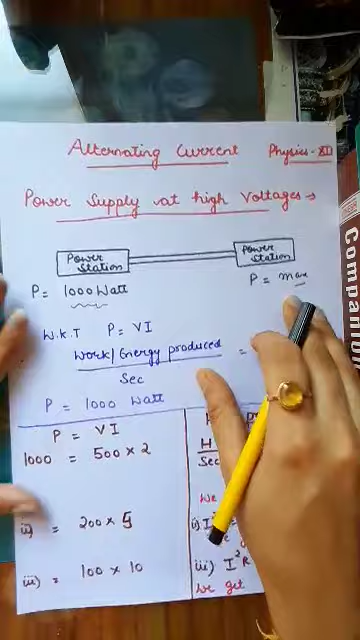 Alternating Current Physics-XII
Power Supply at high Voltages →
Power Station
Power Station
P = 1000 Watt
P = max
W.K.T P = VI
Work/Energy produced =
Sec
P = 1000 Watt
P = VI
1000 = 500 × 2
ii) = 200 × 5
iii) = 100 × 10
H
Sec
We
ii) I² =
iii) I²R
We get
Companion